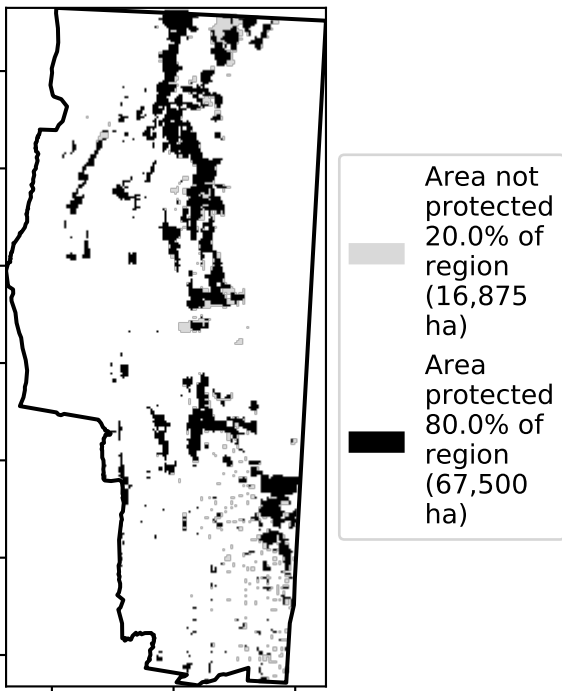 Area not
protected
20.0% of
region
(16,875
ha)
Area
protected
80.0% of
region
(67,500
ha)